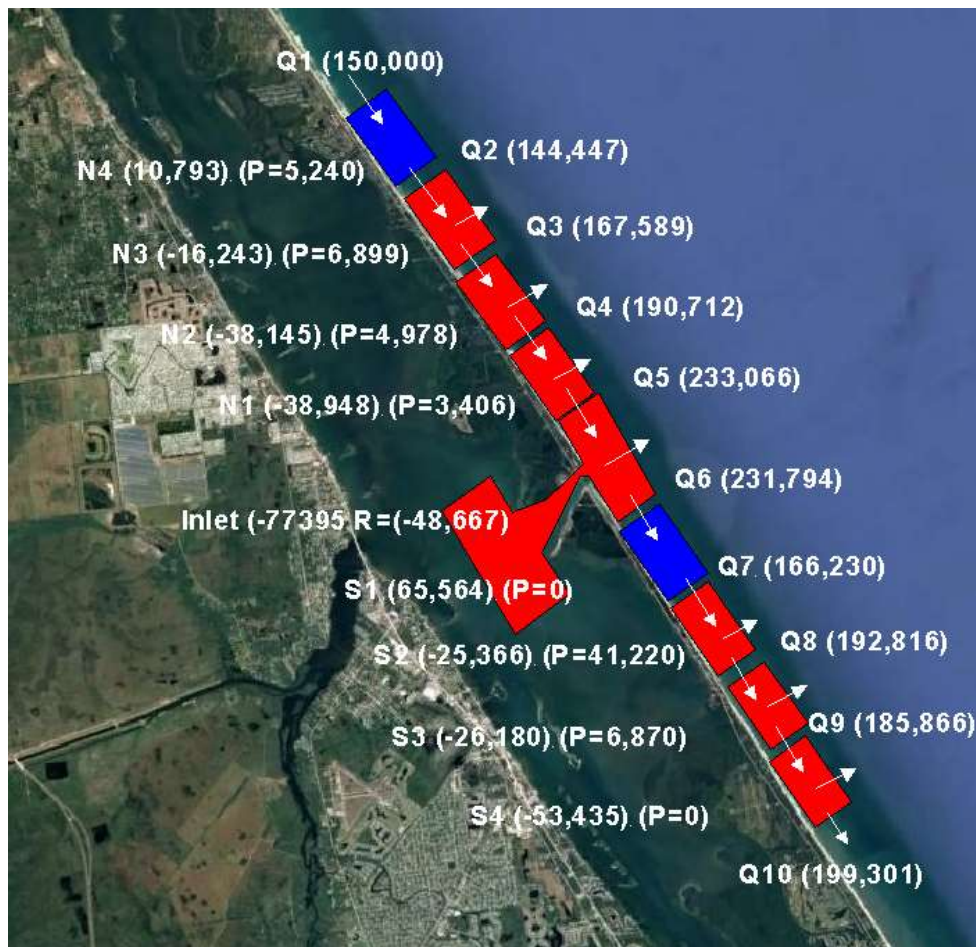 Q1 (150,000)
Q2 (144,447)
N4 (10,793) (P=5,240)
Q3 (167,589)
N3 (-16,243) (P=6,899)
Q4 (190,712)
N2 (-38,145) (P=4,978)
Q5 (233,066)
N1 (-38,948) (P=3,406)
Q6 (231,794)
Inlet (-77395 R=(-48,667)
Q7 (166,230)
S1 (65,564) (P=0)
Q8 (192,816)
S2 (-25,366) (P=41,220)
Q9 (185,866)
S3 (-26,180) (P=6,870)
S4 (-53,435) (P=0)
Q10 (199,301)